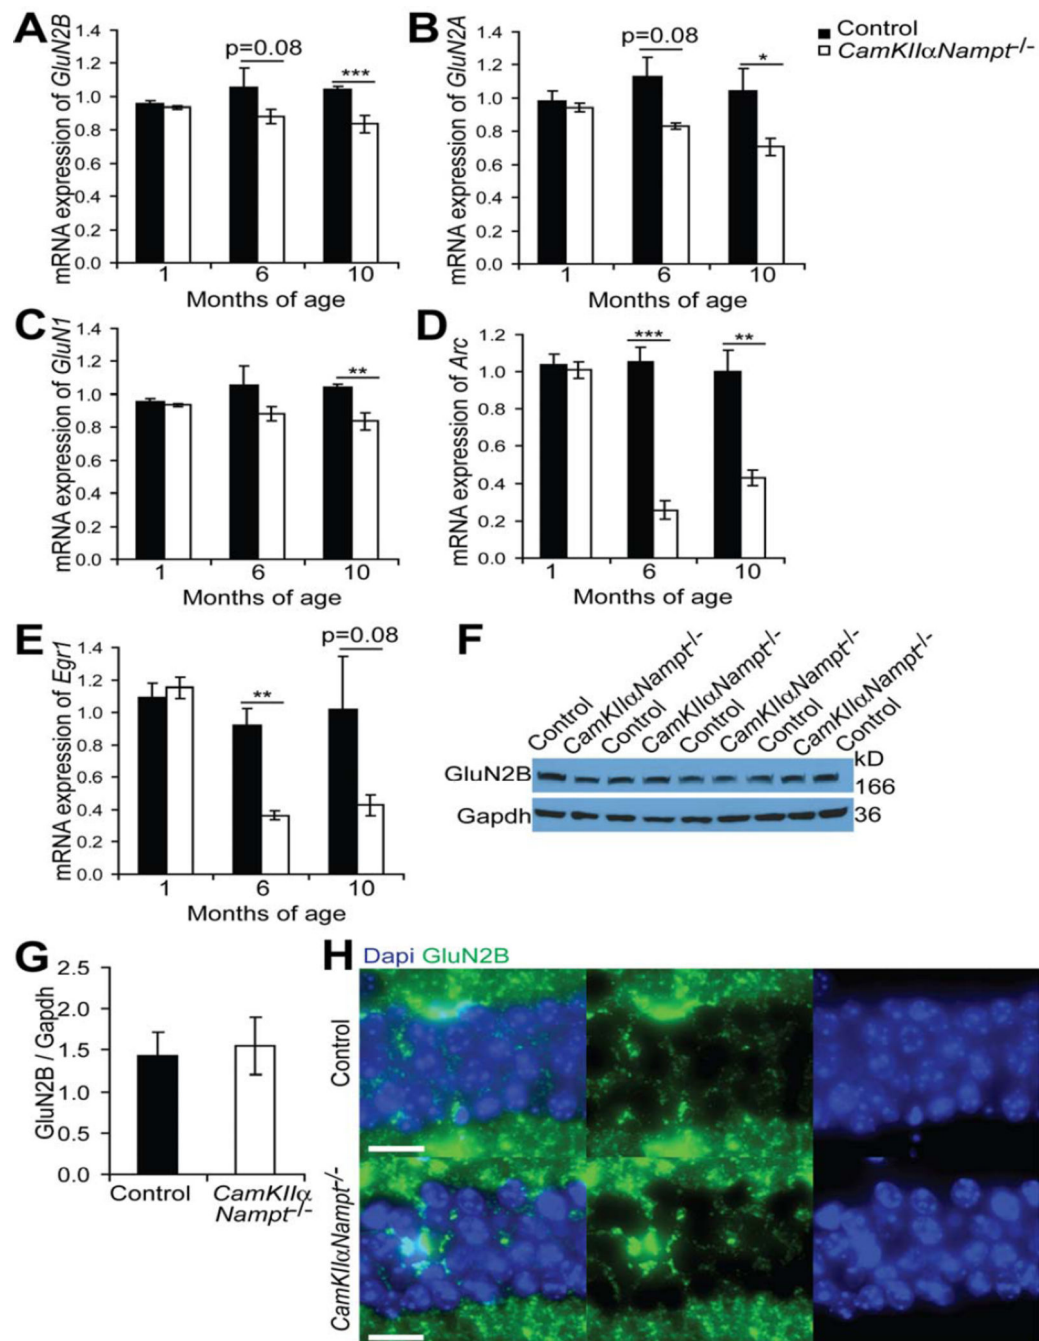 A
mRNA expression of GluN2B
1.4
1.2
1.0
0.8
0.6
0.4
0.2
0.0
p=0.08
***
1 6 10
Months of age
B
mRNA expression of GluN2A
1.4
1.2
1.0
0.8
0.6
0.4
0.2
0.0
p=0.08
*
1 6 10
Months of age
Control
CamKIIαNampt-/-
C
mRNA expression of GluN1
1.4
1.2
1.0
0.8
0.6
0.4
0.2
0.0
**
1 6 10
Months of age
D
mRNA expression of Arc
1.2
1.0
0.8
0.6
0.4
0.2
0.0
***
**
1 6 10
Months of age
E
mRNA expression of Egr1
1.4
1.2
1.0
0.8
0.6
0.4
0.2
0.0
**
p=0.08
1 6 10
Months of age
F
Control
CamKIIαNampt-/-
Control
CamKIIαNampt-/-
Control
CamKIIαNampt-/-
Control
CamKIIαNampt-/-
Control
kD
GluN2B 166
Gapdh 36
G
GluN2B / Gapdh
2.5
2.0
1.5
1.0
0.5
0.0
Control
CamKIIα
Nampt-/-
H
Dapi GluN2B
Control
CamKIIαNampt-/-